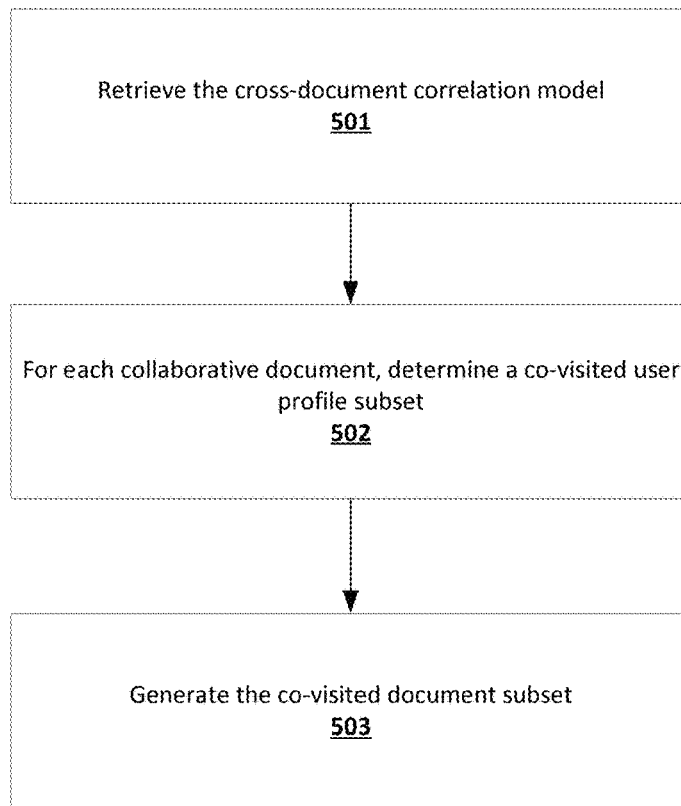 Retrieve the cross-document correlation model
501
For each collaborative document, determine a co-visited user
profile subset
502
Generate the co-visited document subset
503